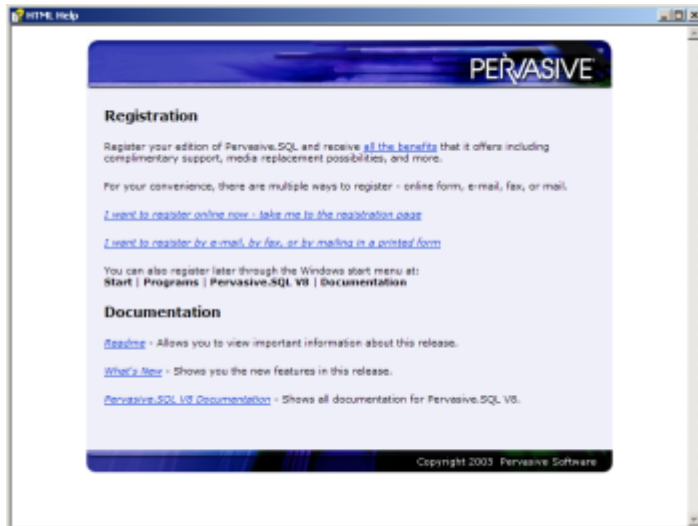 HTML Help
PERVASIVE
Registration
Register your edition of Pervasive.SQL and receive all the benefits that it offers including
complimentary support, media replacement possibilities, and more.
For your convenience, there are multiple ways to register - online form, e-mail, fax, or mail.
I want to register online now - take me to the registration page
I want to register by e-mail, by fax, or by mailing in a printed form
You can also register later through the Windows start menu at:
Start | Programs | Pervasive.SQL V8 | Documentation
Documentation
Readme - Allows you to view important information about this release.
What's New - Shows you the new features in this release.
Pervasive.SQL V8 Documentation - Shows all documentation for Pervasive.SQL V8.
Copyright 2003 Pervasive Software